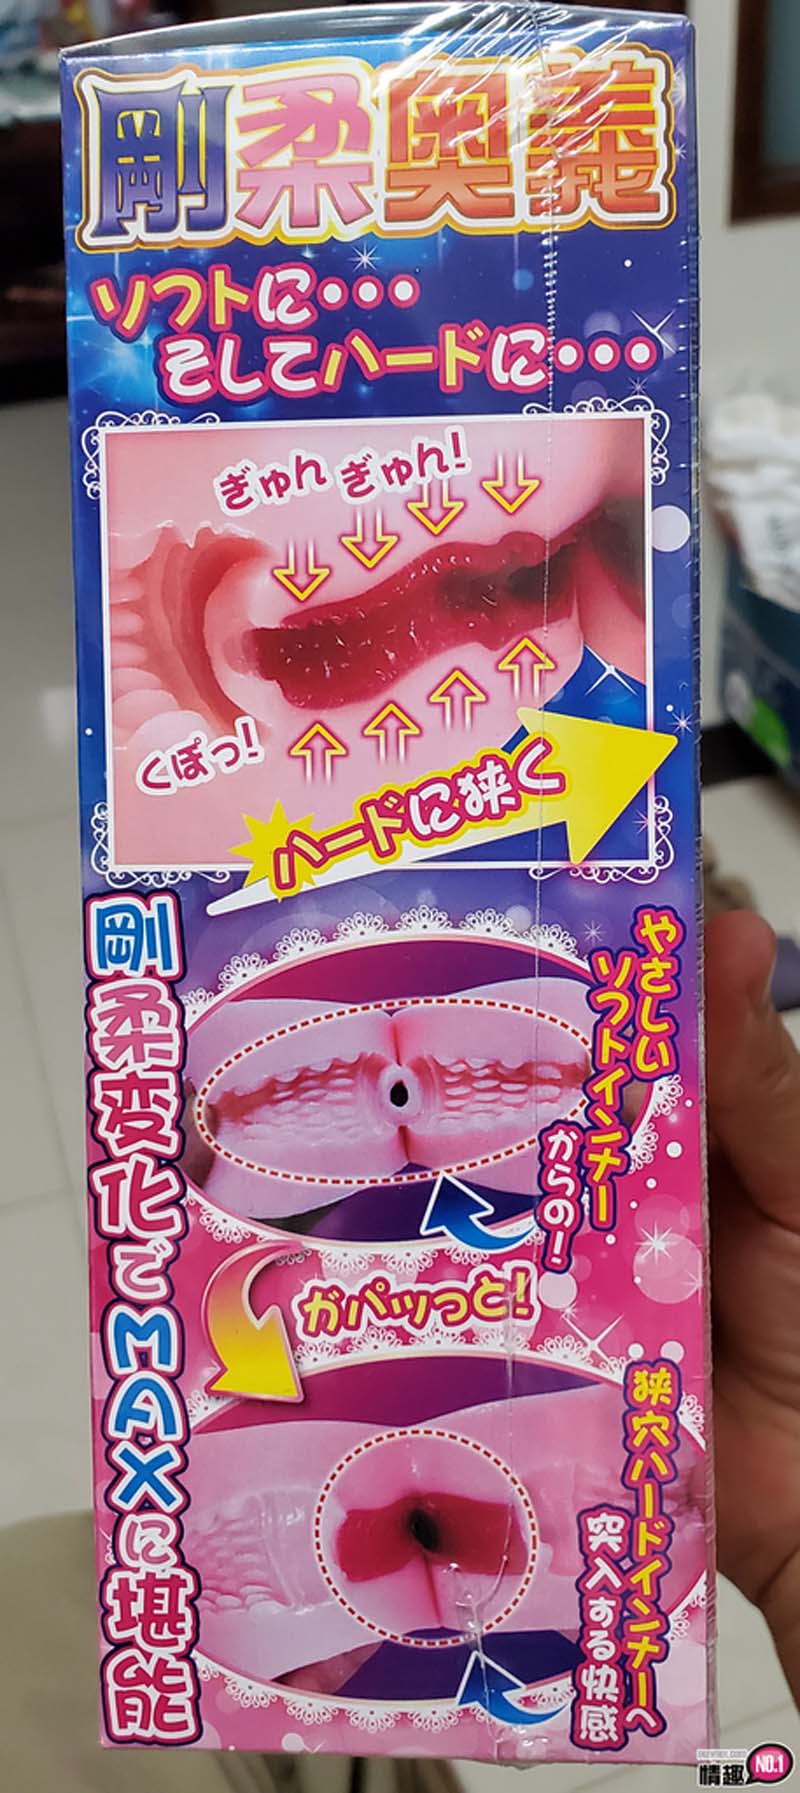 剛柔奥義
ソフトに・・・
そしてハードに・・・
ぎゅん ぎゅん!
くぽっ!
ハードに狭く
剛柔変化でMAXに堪能
やさしい
ソフトインナー
からの!
ガパッっと!
狭穴ハードインナーへ
突入する快感
情趣 NO.1